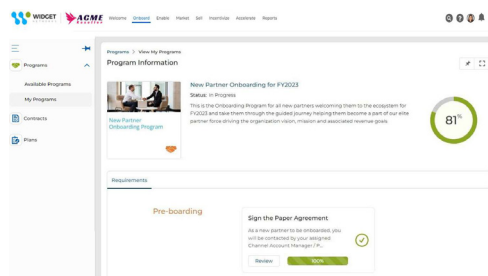 WIDGET
ACME
Welcome Onboard Enable Market Sell Incentivize Accelerate Reports
Programs
Available Programs
My Programs
Contracts
Plans
Programs > View My Programs
Program Information
New Partner Onboarding Program
New Partner Onboarding for FY2023
Status: In Progress
This is the Onboarding Program for all new partners welcoming them to the ecosystem for
FY2023 and take them through the guided journey helping them become a part of our elite
partner force driving the organization vision, mission and associated revenue goals.
81%
Requirements
Pre-boarding
Sign the Paper Agreement
As a new partner to be onboarded, you
will be contacted by your assigned
Channel Account Manager / P...
Review
100%